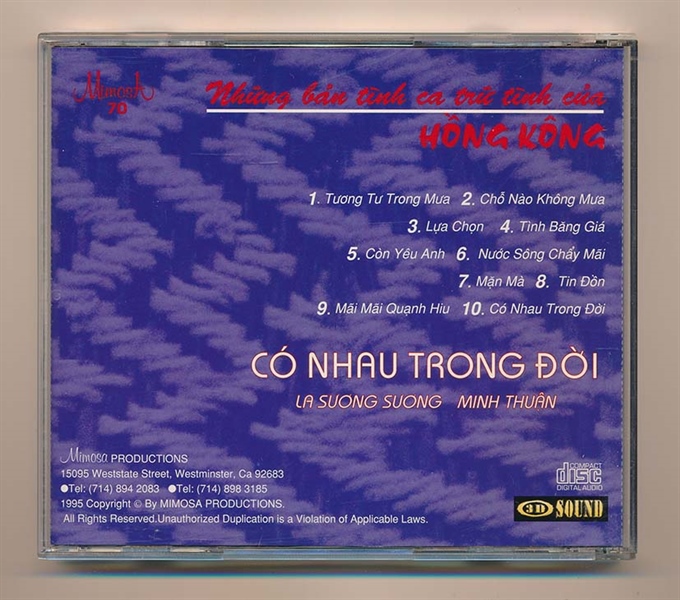 Mimosa
70
Những bản tình ca trữ tình của
HỒNG KÔNG
1. Tương Tư Trong Mưa 2. Chỗ Nào Không Mưa
3. Lựa Chọn 4. Tình Băng Giá
5. Còn Yêu Anh 6. Nước Sông Chẩy Mãi
7. Mặn Mà 8. Tin Đồn
9. Mãi Mãi Quạnh Hiu 10. Có Nhau Trong Đời
CÓ NHAU TRONG ĐỜI
LA SUONG SUONG MINH THUẬN
Mimosa PRODUCTIONS
15095 Weststate Street, Westminster, Ca 92683
●Tel: (714) 894 2083 ●Tel: (714) 898 3185
1995 Copyright © By MIMOSA PRODUCTIONS.
All Rights Reserved.Unauthorized Duplication is a Violation of Applicable Laws.
COMPACT
disc
DIGITAL AUDIO
3D SOUND